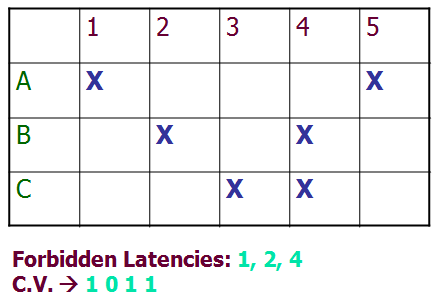 1 2 3 4 5
A X X
B X X
C X X
Forbidden Latencies: 1, 2, 4
C.V. → 1 0 1 1